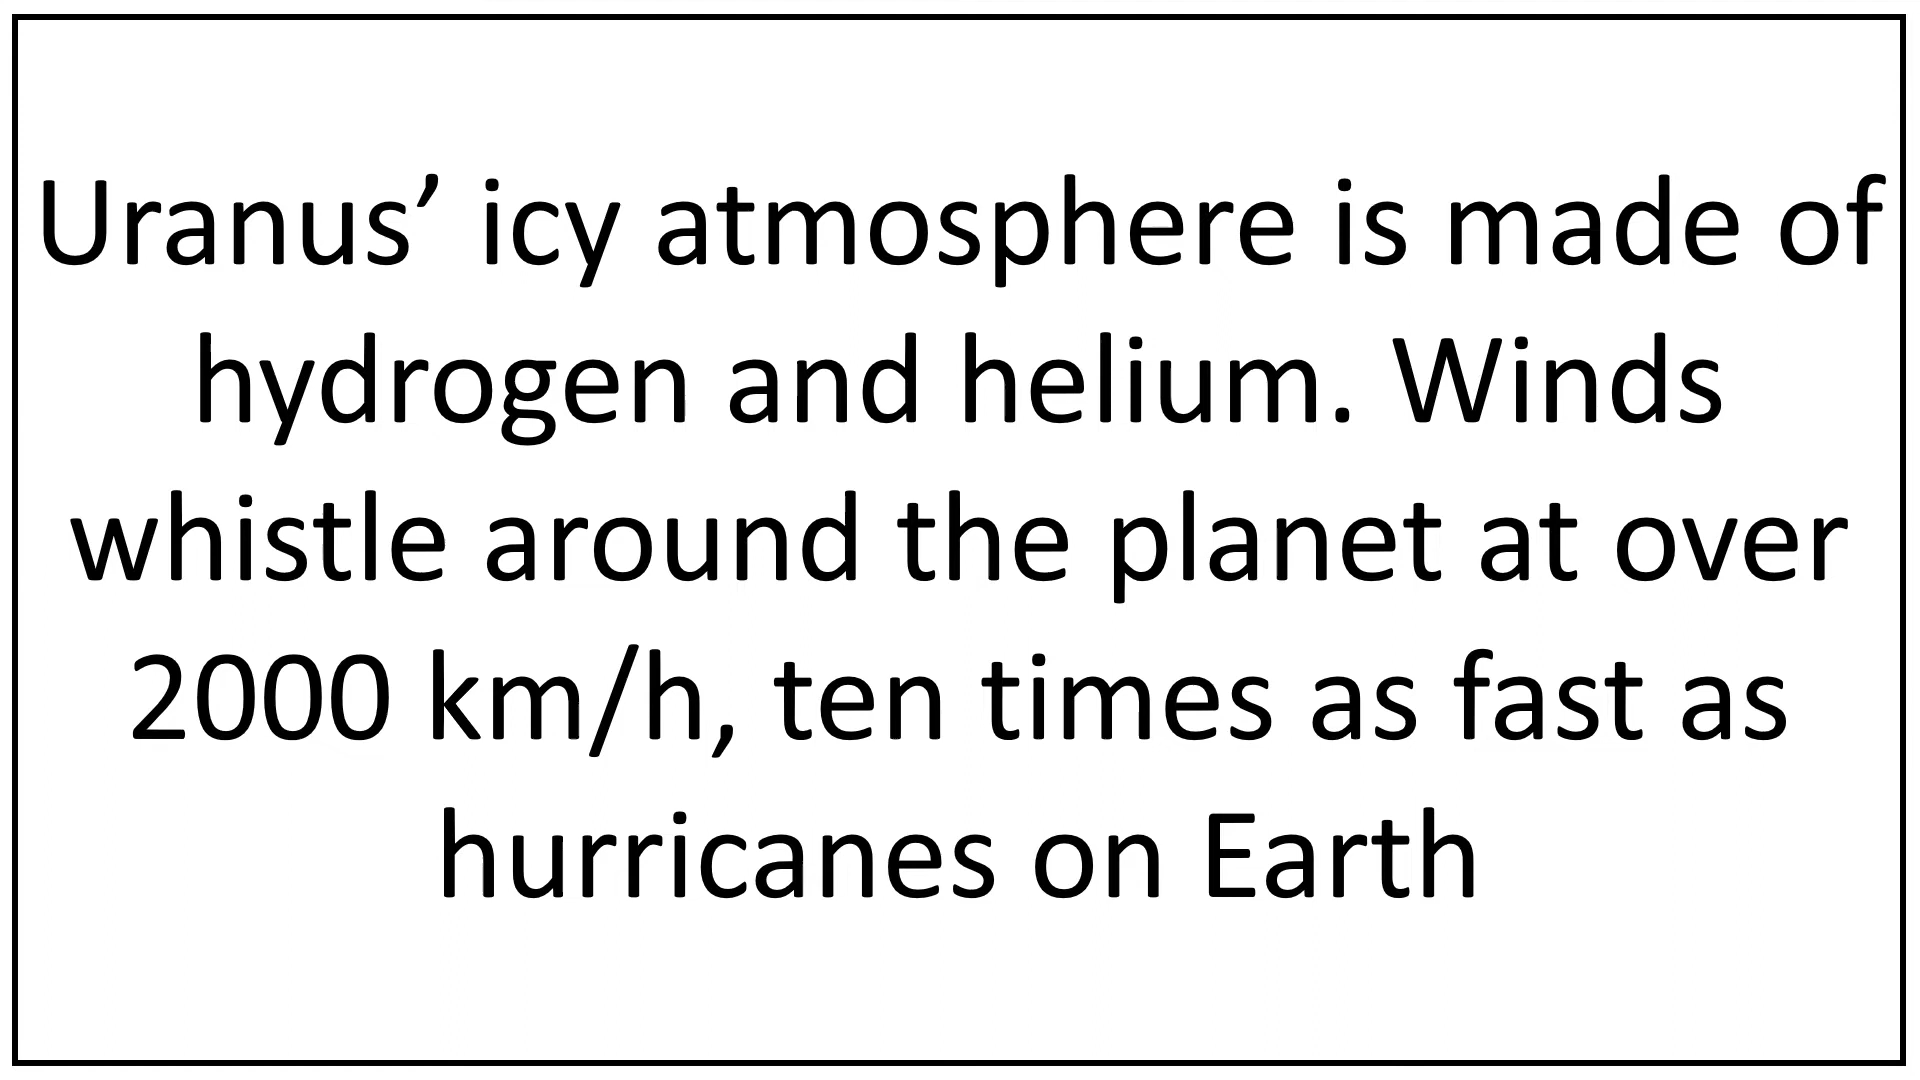 Uranus’ icy atmosphere is made of
hydrogen and helium. Winds
whistle around the planet at over
2000 km/h, ten times as fast as
hurricanes on Earth